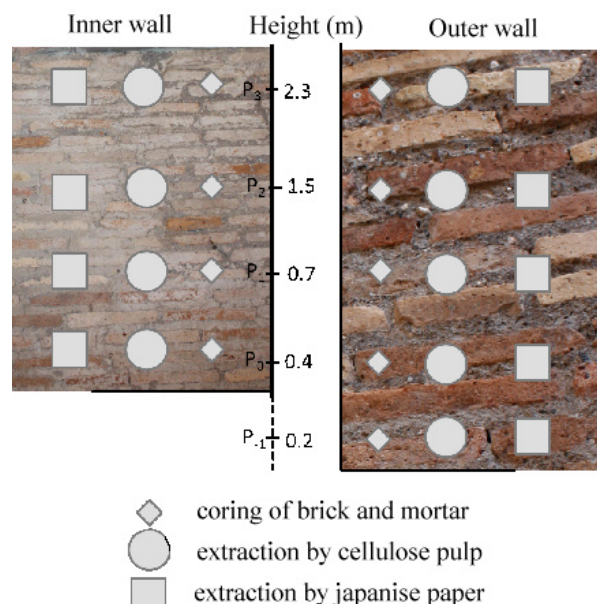 Inner wall Height (m) Outer wall
P3 2.3
P2 1.5
0.7
P0 0.4
P-1 0.2
coring of brick and mortar
extraction by cellulose pulp
extraction by japanise paper